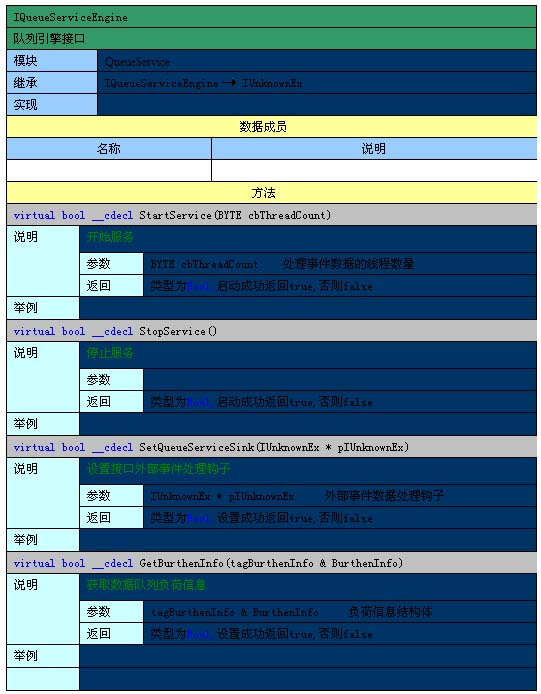 IQueueServiceEngine
队列引擎接口
模块 QueueService
继承 IQueueServiceEngine → IUnknownEx
实现
数据成员
名称 说明
方法
virtual bool __cdecl StartService(BYTE cbThreadCount)
说明 开始服务
参数 BYTE cbThreadCount 处理事件数据的线程数量
返回 类型为Bool,启动成功返回true,否则false
举例
virtual bool __cdecl StopService()
说明 停止服务
参数
返回 类型为Bool,启动成功返回true,否则false
举例
virtual bool __cdecl SetQueueServiceSink(IUnknownEx * pIUnknownEx)
说明 设置接口外部事件处理钩子
参数 IUnknownEx * pIUnknownEx 外部事件数据处理钩子
返回 类型为Bool,设置成功返回true,否则false
举例
virtual bool __cdecl GetBurthenInfo(tagBurthenInfo & BurthenInfo)
说明 获取数据队列负荷信息
参数 tagBurthenInfo & BurthenInfo 负荷信息结构体
返回 类型为Bool,设置成功返回true,否则false
举例